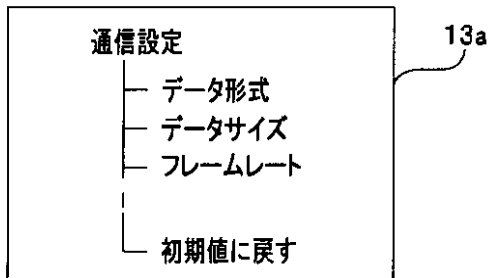 通信設定
13a
データ形式
データサイズ
フレームレート
初期値に戻す